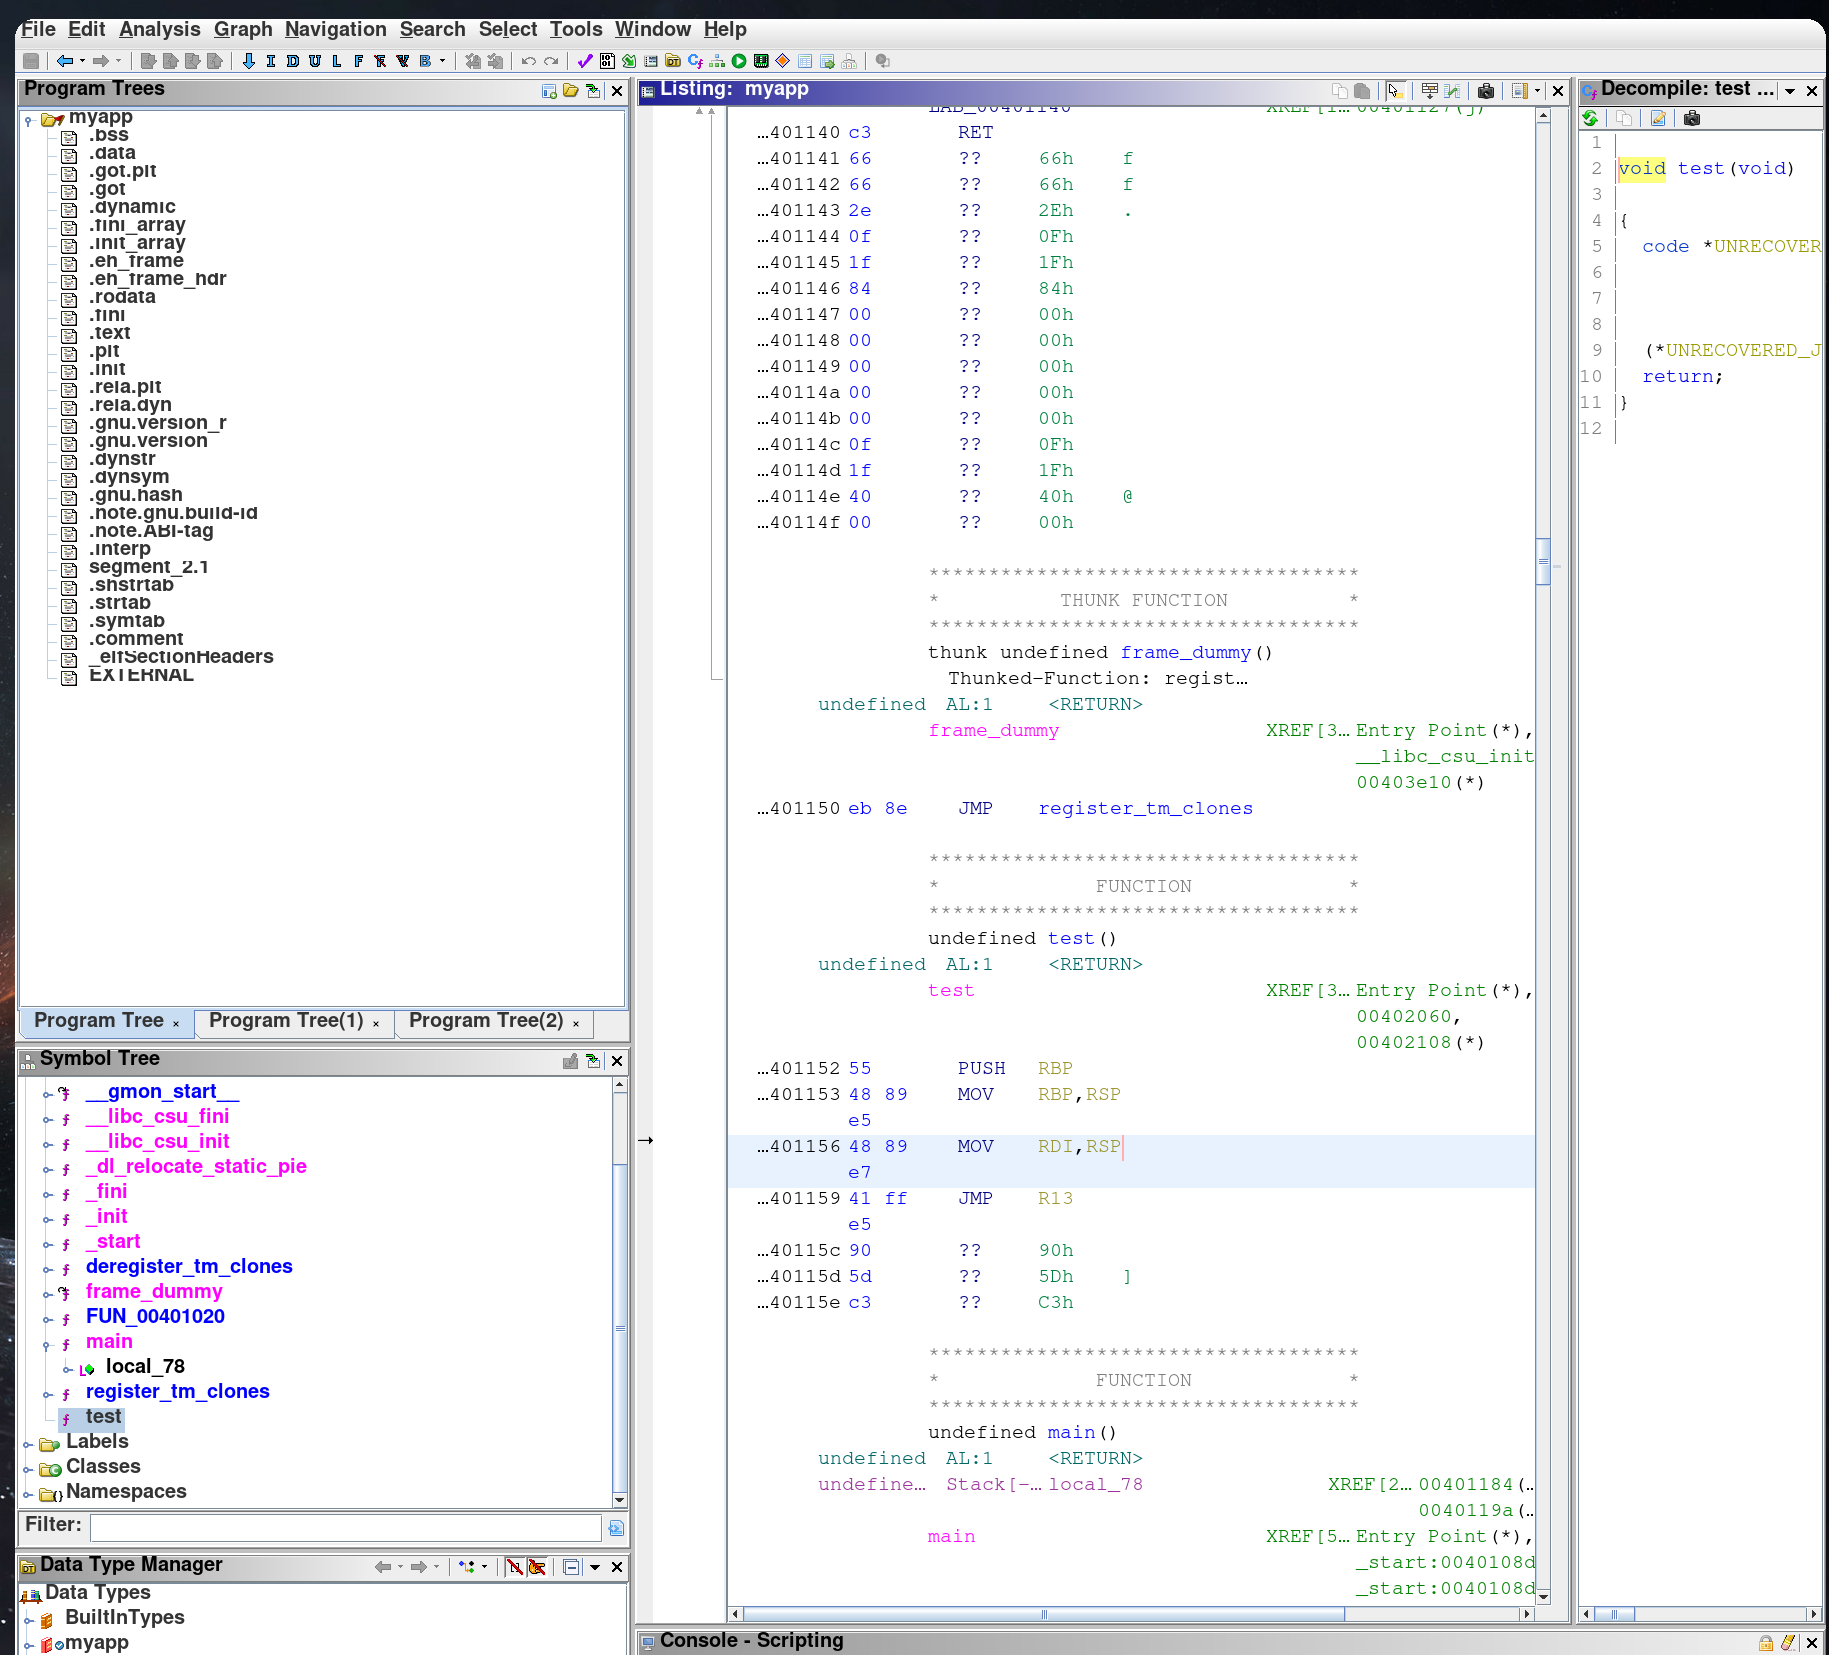 File Edit Analysis Graph Navigation Search Select Tools Window Help
I D U L F B
Program Trees
myapp
.bss
.data
.got.plt
.got
.dynamic
.fini_array
.init_array
.eh_frame
.eh_frame_hdr
.rodata
.fini
.text
.plt
.init
.rela.plt
.rela.dyn
.gnu.version_r
.gnu.version
.dynstr
.dynsym
.gnu.hash
.note.gnu.build-id
.note.ABI-tag
.interp
segment_2.1
.shstrtab
.strtab
.symtab
.comment
_elfSectionHeaders
EXTERNAL
Program Tree × Program Tree(1) × Program Tree(2) ×
Symbol Tree
__gmon_start__
__libc_csu_fini
__libc_csu_init
_dl_relocate_static_pie
_fini
_init
_start
deregister_tm_clones
frame_dummy
FUN_00401020
main
local_78
register_tm_clones
test
Labels
Classes
Namespaces
Filter:
Data Type Manager
Data Types
BuiltInTypes
myapp
Listing: myapp
LAB_00401140 XREF[1… 00401127(j)
…401140 c3 RET
…401141 66 ?? 66h f
…401142 66 ?? 66h f
…401143 2e ?? 2Eh .
…401144 0f ?? 0Fh
…401145 1f ?? 1Fh
…401146 84 ?? 84h
…401147 00 ?? 00h
…401148 00 ?? 00h
…401149 00 ?? 00h
…40114a 00 ?? 00h
…40114b 00 ?? 00h
…40114c 0f ?? 0Fh
…40114d 1f ?? 1Fh
…40114e 40 ?? 40h @
…40114f 00 ?? 00h
************************************
* THUNK FUNCTION *
************************************
thunk undefined frame_dummy()
Thunked-Function: regist…
undefined AL:1 <RETURN>
frame_dummy XREF[3… Entry Point(*),
__libc_csu_init
00403e10(*)
…401150 eb 8e JMP register_tm_clones
************************************
* FUNCTION *
************************************
undefined test()
undefined AL:1 <RETURN>
test XREF[3… Entry Point(*),
00402060,
00402108(*)
…401152 55 PUSH RBP
…401153 48 89 MOV RBP,RSP
e5
…401156 48 89 MOV RDI,RSP
e7
…401159 41 ff JMP R13
e5
…40115c 90 ?? 90h
…40115d 5d ?? 5Dh ]
…40115e c3 ?? C3h
************************************
* FUNCTION *
************************************
undefined main()
undefined AL:1 <RETURN>
undefine… Stack[-… local_78 XREF[2… 00401184(…
0040119a(…
main XREF[5… Entry Point(*),
_start:0040108d
_start:0040108d
Console - Scripting
Decompile: test ...
1
2 void test(void)
3
4 {
5 code *UNRECOVER
6
7
8
9 (*UNRECOVERED_J
10 return;
11 }
12